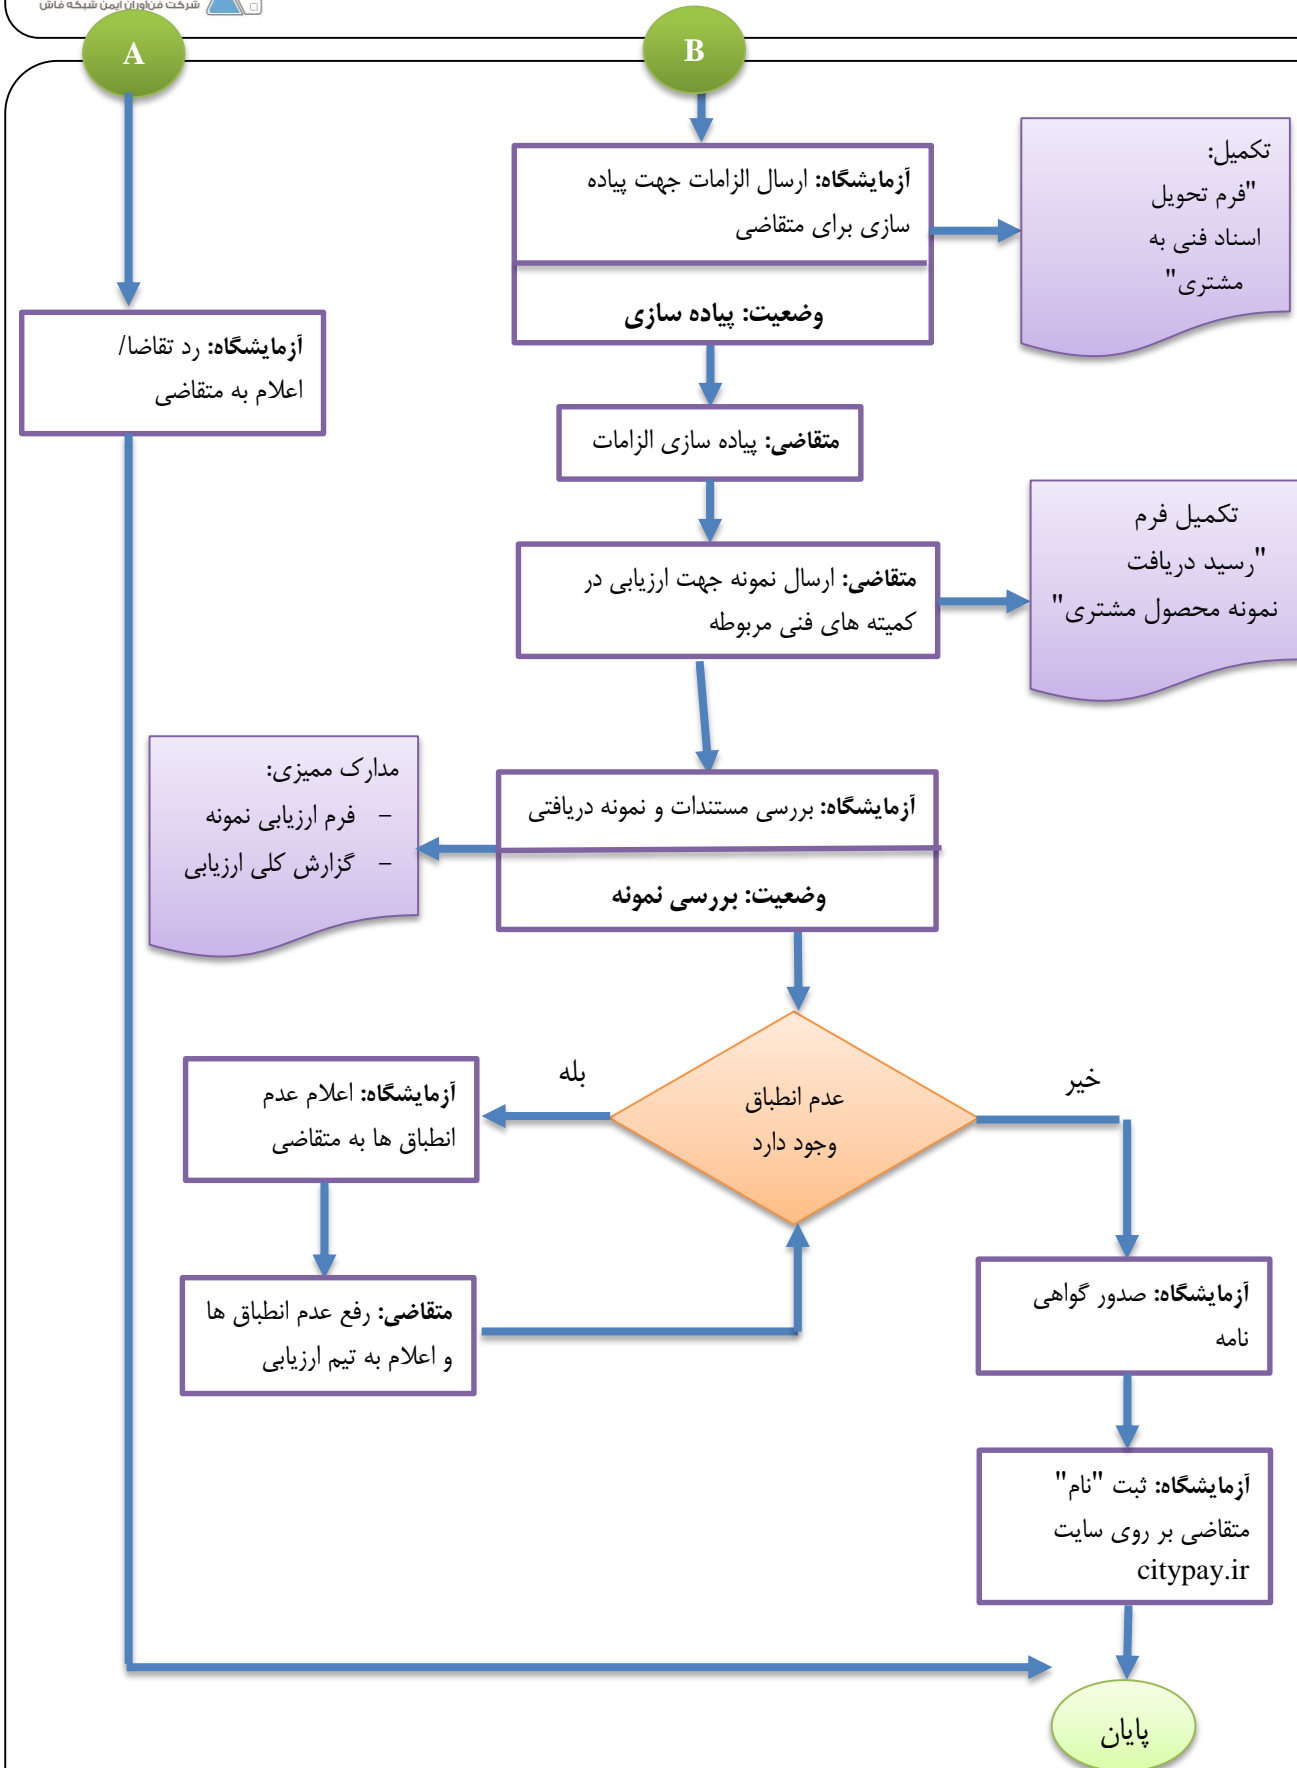 شرکت فن‌آوران ایمن شبکه فاش
A
B
آزمایشگاه: ارسال الزامات جهت پیاده
سازی برای متقاضی
وضعیت: پیاده سازی
تکمیل:
"فرم تحویل
اسناد فنی به
مشتری"
آزمایشگاه: رد تقاضا/
اعلام به متقاضی
متقاضی: پیاده سازی الزامات
متقاضی: ارسال نمونه جهت ارزیابی در
کمیته های فنی مربوطه
تکمیل فرم
"رسید دریافت
نمونه محصول مشتری"
آزمایشگاه: بررسی مستندات و نمونه دریافتی
وضعیت: بررسی نمونه
مدارک ممیزی:
- فرم ارزیابی نمونه
- گزارش کلی ارزیابی
عدم انطباق
وجود دارد
بله
خیر
آزمایشگاه: اعلام عدم
انطباق ها به متقاضی
متقاضی: رفع عدم انطباق ها
و اعلام به تیم ارزیابی
آزمایشگاه: صدور گواهی
نامه
آزمایشگاه: ثبت "نام"
متقاضی بر روی سایت
citypay.ir
پایان